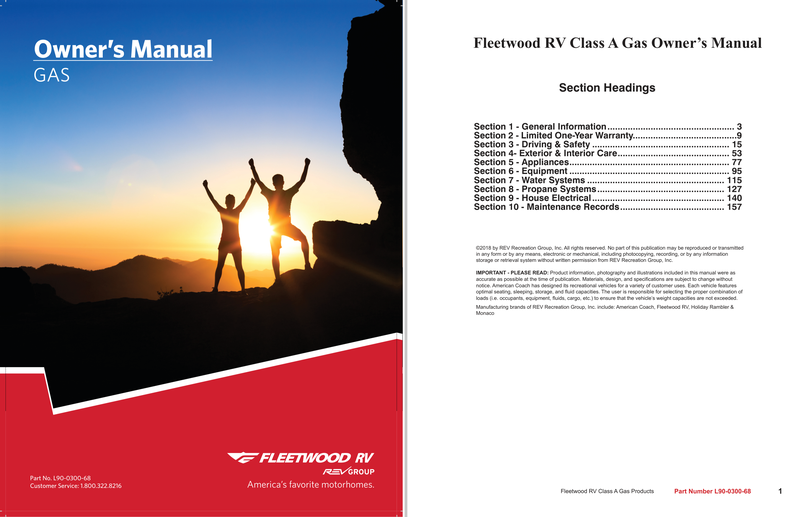 Owner's Manual
GAS
FLEETWOOD RV
REV GROUP
America's favorite motorhomes.
Part No. L90-0300-68
Customer Service: 1.800.322.8216
Fleetwood RV Class A Gas Owner's Manual
Section Headings
Section 1 - General Information................................................. 3
Section 2 - Limited One-Year Warranty........................................9
Section 3 - Driving & Safety ...................................................... 15
Section 4- Exterior & Interior Care............................................ 53
Section 5 - Appliances............................................................... 77
Section 6 - Equipment ............................................................... 95
Section 7 - Water Systems ...................................................... 115
Section 8 - Propane Systems.................................................. 127
Section 9 - House Electrical.................................................... 140
Section 10 - Maintenance Records......................................... 157
©2018 by REV Recreation Group, Inc. All rights reserved. No part of this publication may be reproduced or transmitted
in any form or by any means, electronic or mechanical, including photocopying, recording, or by any information
storage or retrieval system without written permission from REV Recreation Group, Inc.
IMPORTANT - PLEASE READ: Product information, photography and illustrations included in this manual were as
accurate as possible at the time of publication. Materials, design, and specifications are subject to change without
notice. American Coach has designed its recreational vehicles for a variety of customer uses. Each vehicle features
optimal seating, sleeping, storage, and fluid capacities. The user is responsible for selecting the proper combination of
loads (i.e. occupants, equipment, fluids, cargo, etc.) to ensure that the vehicle's weight capacities are not exceeded.
Manufacturing brands of REV Recreation Group, Inc. include: American Coach, Fleetwood RV, Holiday Rambler &
Monaco
Fleetwood RV Class A Gas Products Part Number L90-0300-68 1